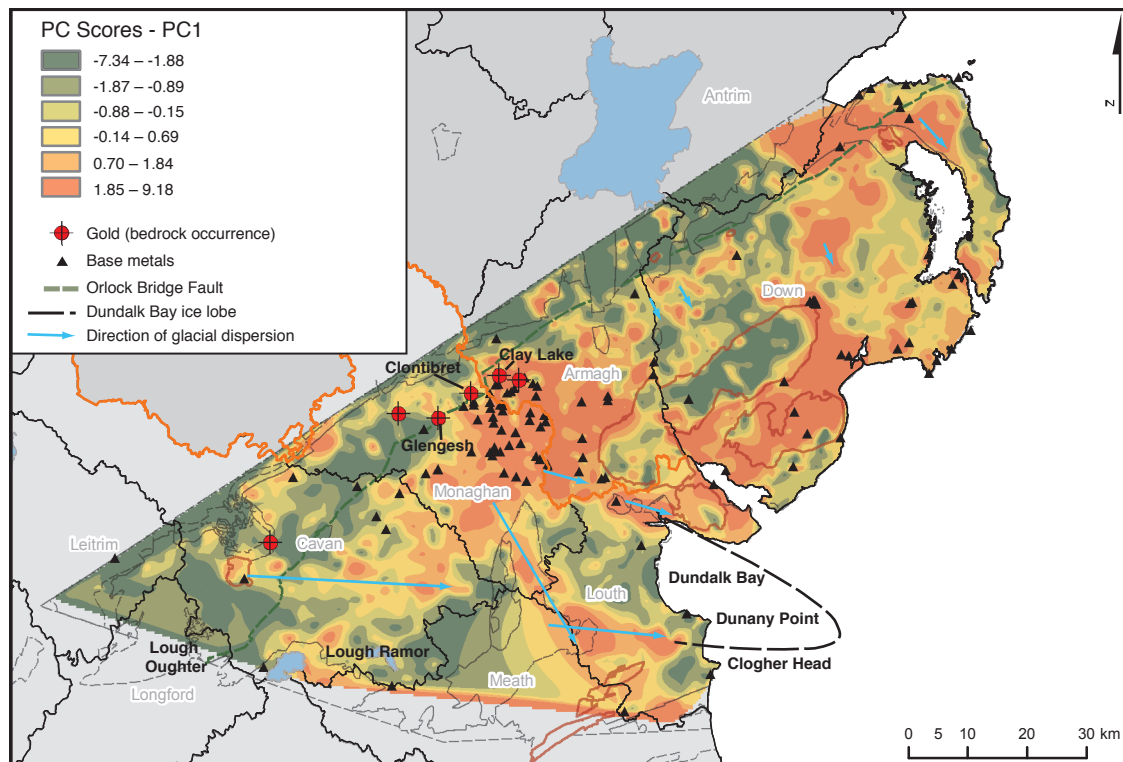 PC Scores - PC1
-7.34 – -1.88
-1.87 – -0.89
-0.88 – -0.15
-0.14 – 0.69
0.70 – 1.84
1.85 – 9.18
Gold (bedrock occurrence)
Base metals
Orlock Bridge Fault
Dundalk Bay ice lobe
Direction of glacial dispersion
Z
Antrim
Down
Clay Lake
Clontibret
Armagh
Glengesh
Monaghan
Leitrim
Cavan
Dundalk Bay
Louth
Dunany Point
Lough
Oughter
Lough Ramor
Clogher Head
Meath
Longford
0 5 10 20 30 km